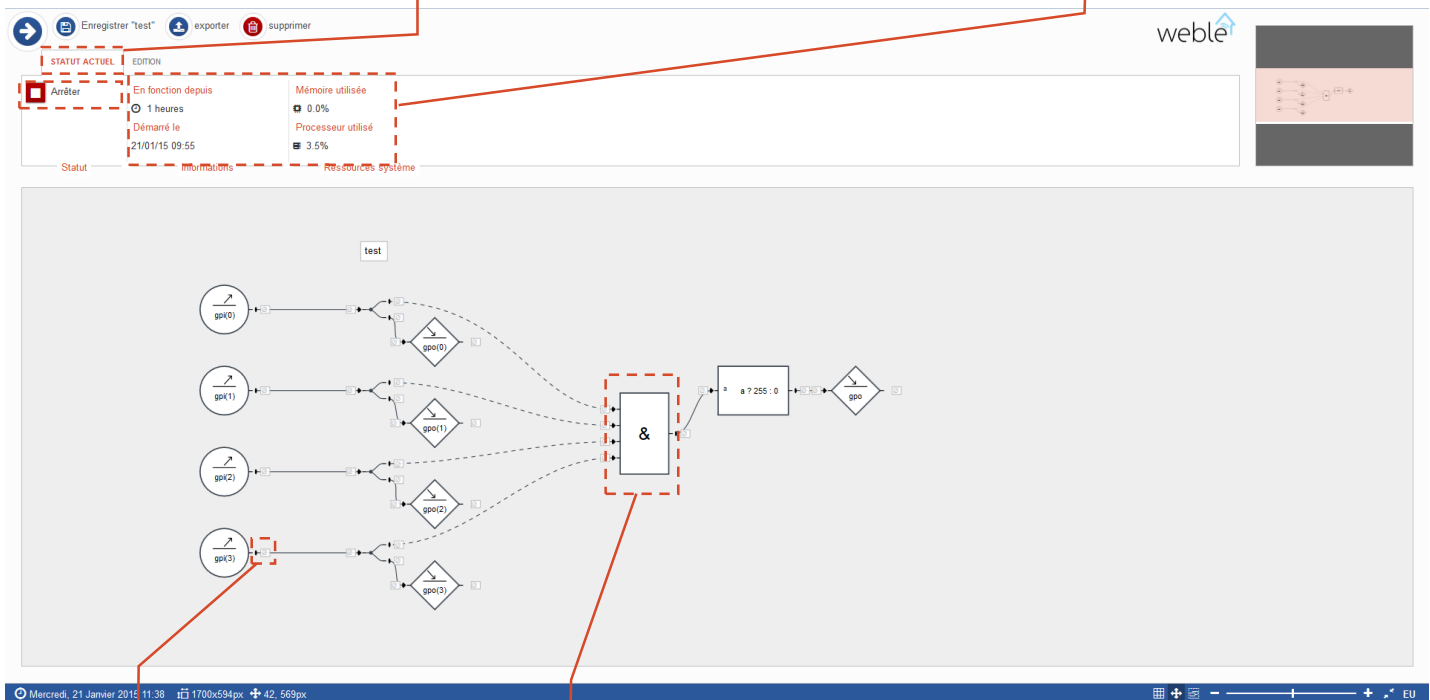 Enregistrer "test" exporter supprimer
weble
STATUT ACTUEL EDITION
Arrêter
En fonction depuis Mémoire utilisée
1 heures 0.0%
Démarré le Processeur utilisé
21/01/15 09:55 3.5%
Statut Informations Ressources système
test
gpi(0)
gpo(0)
gpi(1)
gpo(1)
a a ? 255 : 0
gpo
&
gpi(2)
gpo(2)
gpi(3)
gpo(3)
Mercredi, 21 Janvier 2015 11:38 1700x594px 42, 569px EU